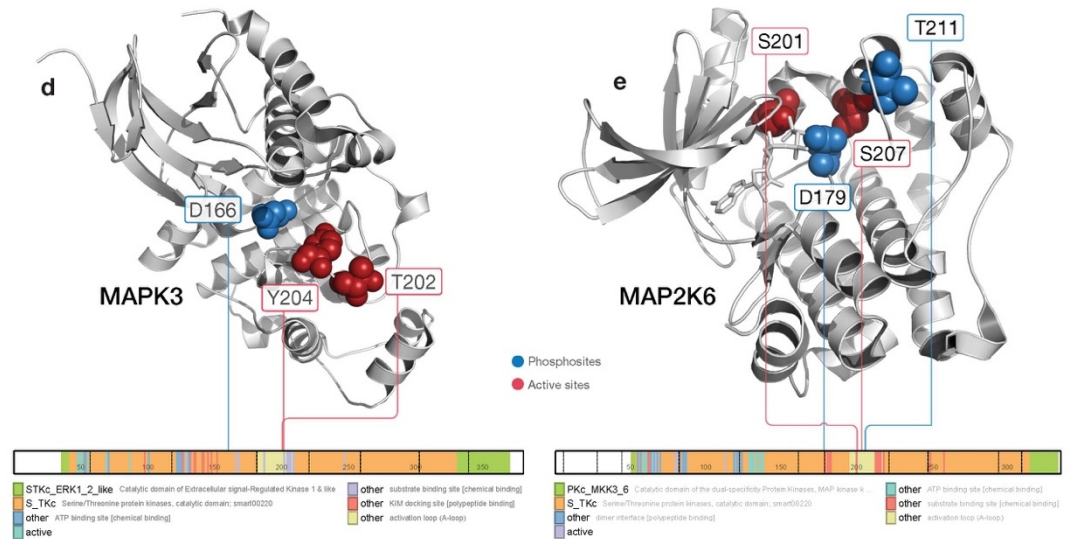 d
D166
MAPK3
Y204
T202
e
S201
T211
S207
D179
MAP2K6
Phosphosites
Active sites
50 100 150 200 250 300 350
STKc_ERK1_2_like Catalytic domain of Extracellular signal-Regulated Kinase 1 & like
S_TKc Serine/Threonine protein kinases, catalytic domain; smart00220
other ATP binding site [chemical binding]
active
other substrate binding site [chemical binding]
other KIM docking site [polypeptide binding]
other activation loop (A-loop)
50 100 150 200 250 300
PKc_MKK3_6 Catalytic domain of the dual-specificity Protein Kinases, MAP kinase k ...
S_TKc Serine/Threonine protein kinases, catalytic domain; smart00220
other dimer interface [polypeptide binding]
active
other ATP binding site [chemical binding]
other substrate binding site [chemical binding]
other activation loop (A-loop)